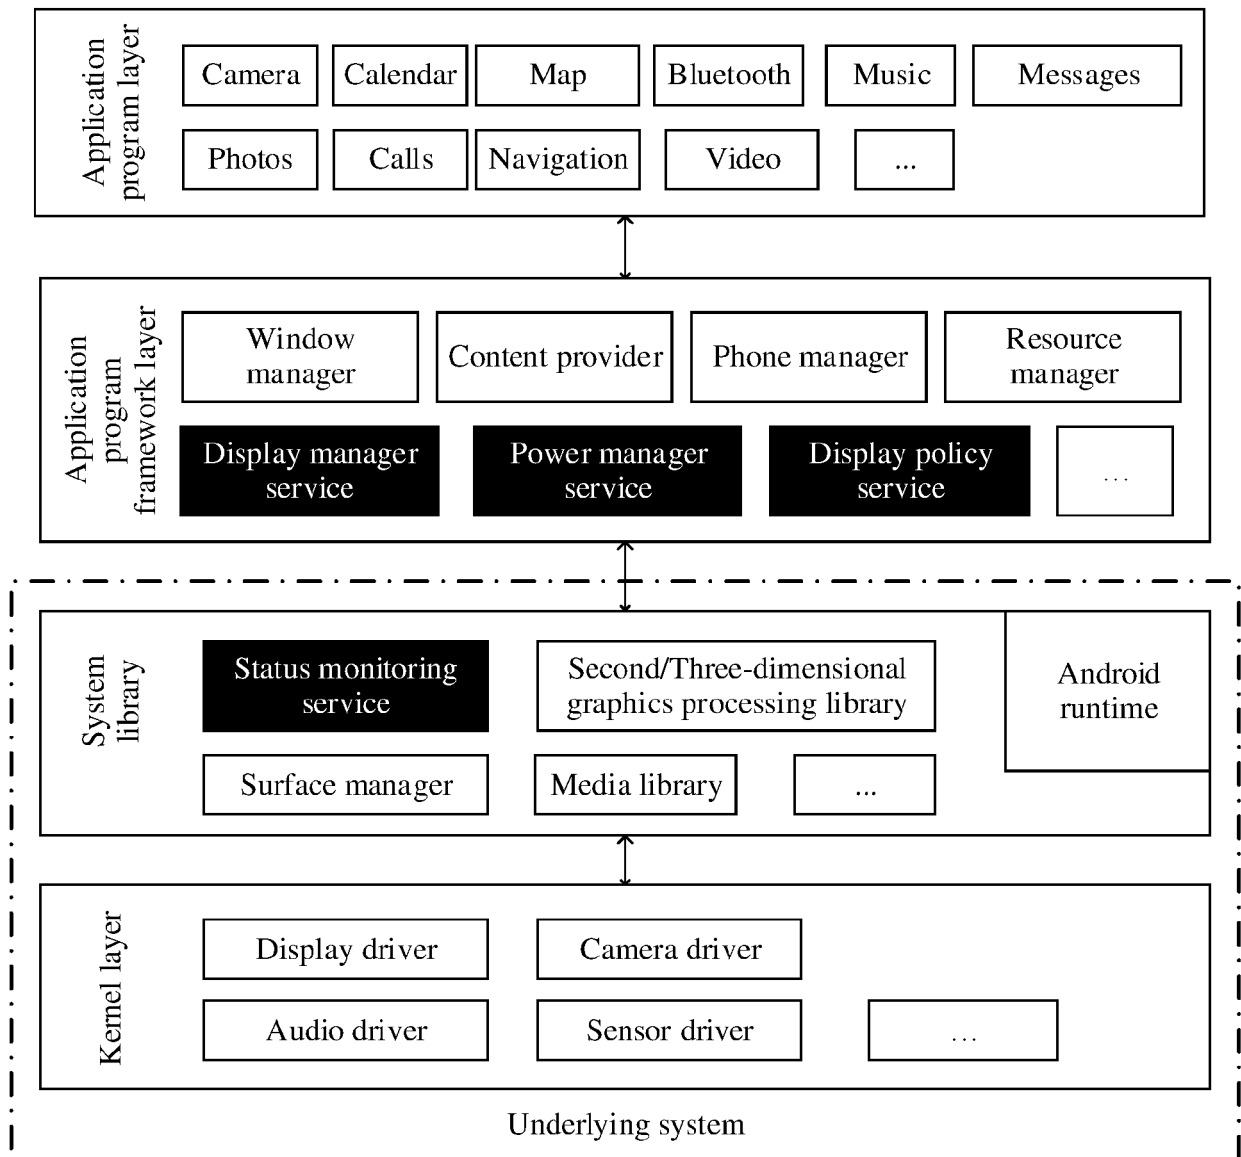 Application
program layer
Camera
Calendar
Map
Bluetooth
Music
Messages
Photos
Calls
Navigation
Video
...
Application
program
framework layer
Window
manager
Content provider
Phone manager
Resource
manager
Display manager
service
Power manager
service
Display policy
service
...
System
library
Status monitoring
service
Second/Three-dimensional
graphics processing library
Android
runtime
Surface manager
Media library
...
Kernel layer
Display driver
Camera driver
Audio driver
Sensor driver
...
Underlying system